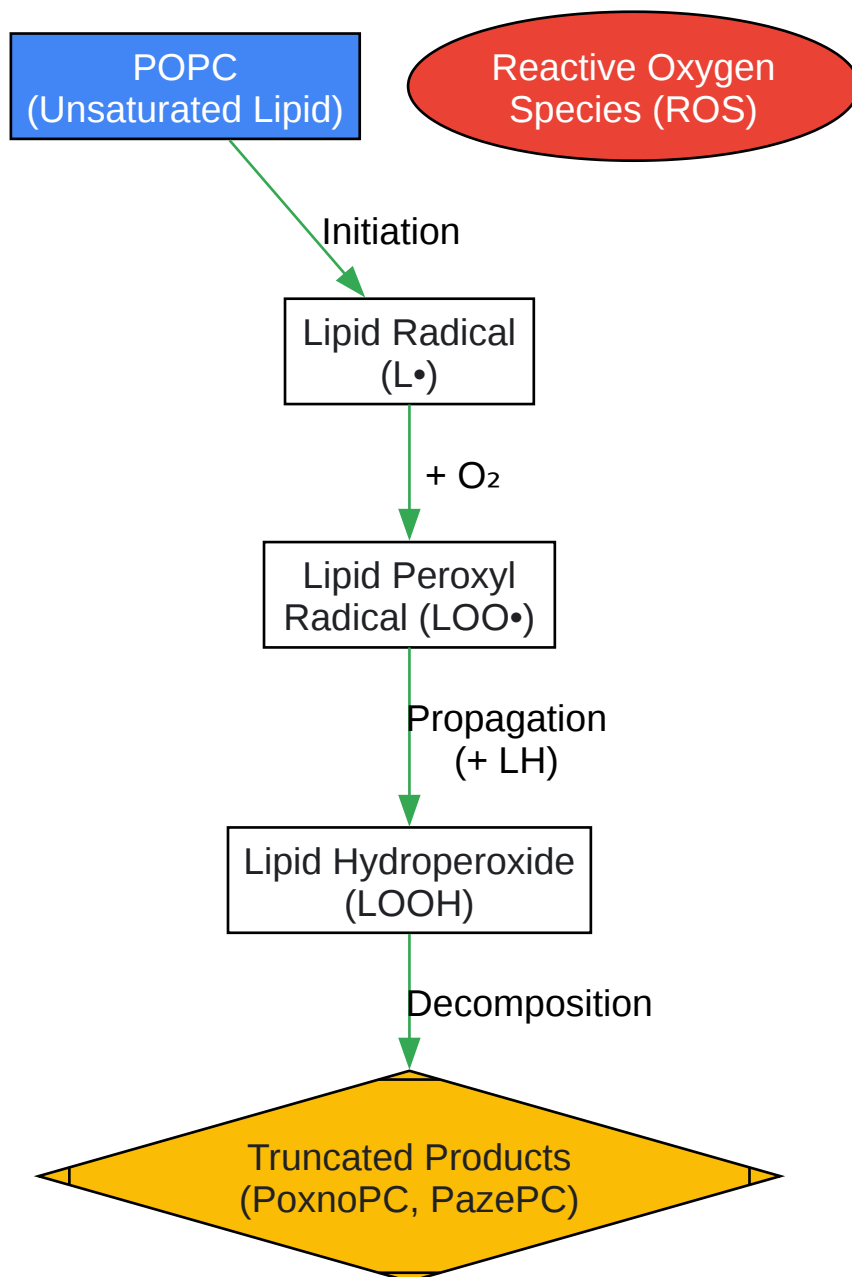 POPC
(Unsaturated Lipid)
Reactive Oxygen
Species (ROS)
Initiation
Lipid Radical
(L•)
+ O₂
Lipid Peroxyl
Radical (LOO•)
Propagation
(+ LH)
Lipid Hydroperoxide
(LOOH)
Decomposition
Truncated Products
(PoxnoPC, PazePC)